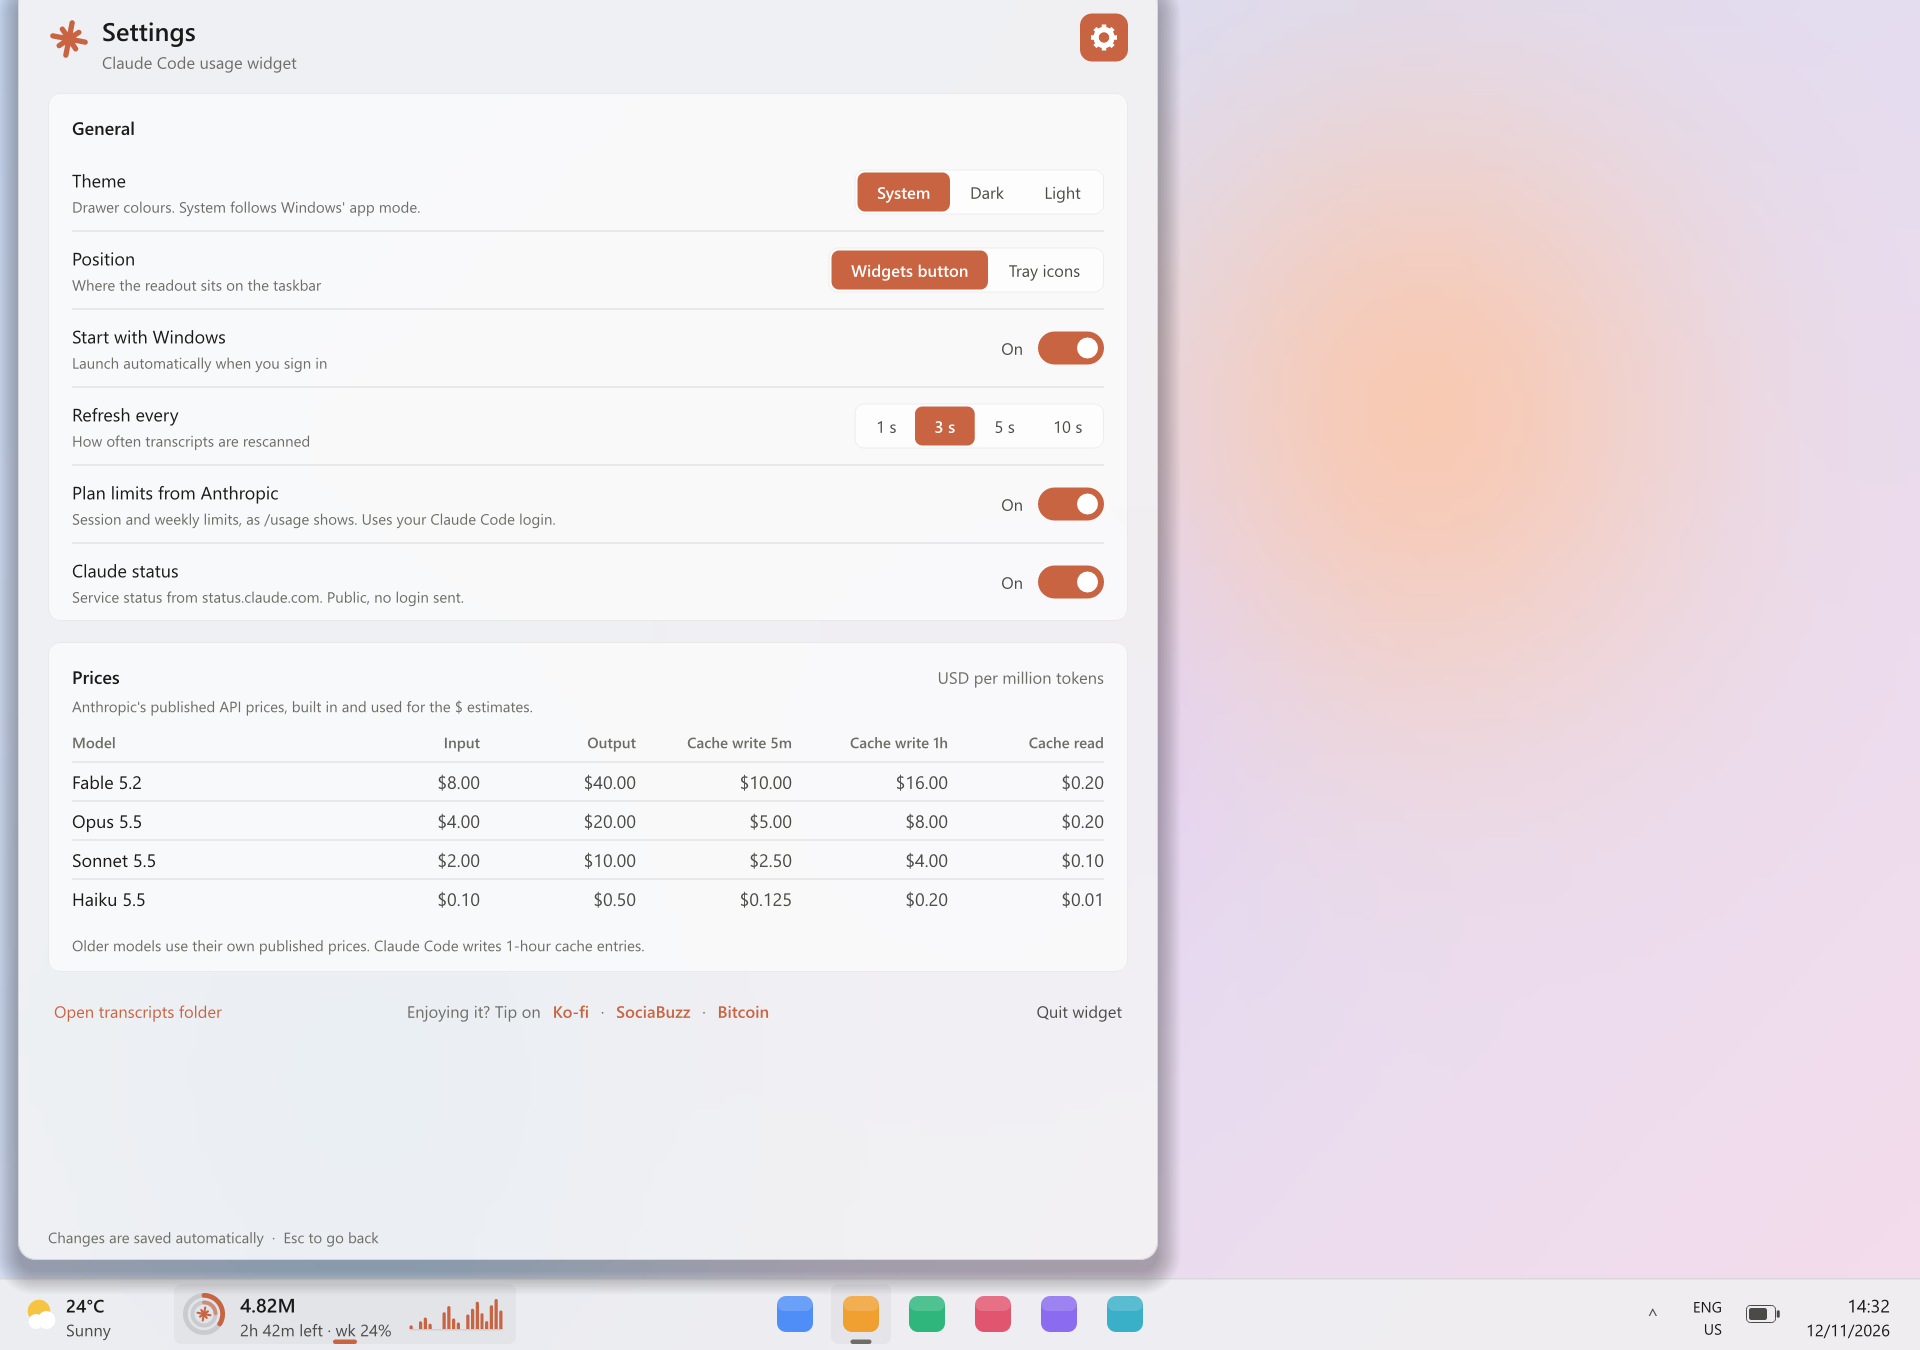 Settings
Claude Code usage widget
General
Theme
Drawer colours. System follows Windows' app mode.
System Dark Light
Position
Where the readout sits on the taskbar
Widgets button Tray icons
Start with Windows
Launch automatically when you sign in
On
Refresh every
How often transcripts are rescanned
1 s 3 s 5 s 10 s
Plan limits from Anthropic
Session and weekly limits, as /usage shows. Uses your Claude Code login.
On
Claude status
Service status from status.claude.com. Public, no login sent.
On
Prices USD per million tokens
Anthropic's published API prices, built in and used for the $ estimates.
Model Input Output Cache write 5m Cache write 1h Cache read
Fable 5.2 $8.00 $40.00 $10.00 $16.00 $0.20
Opus 5.5 $4.00 $20.00 $5.00 $8.00 $0.20
Sonnet 5.5 $2.00 $10.00 $2.50 $4.00 $0.10
Haiku 5.5 $0.10 $0.50 $0.125 $0.20 $0.01
Older models use their own published prices. Claude Code writes 1-hour cache entries.
Open transcripts folder Enjoying it? Tip on Ko-fi · SociaBuzz · Bitcoin Quit widget
Changes are saved automatically · Esc to go back
24°C
Sunny
4.82M
2h 42m left · wk 24%
ENG
US
14:32
12/11/2026